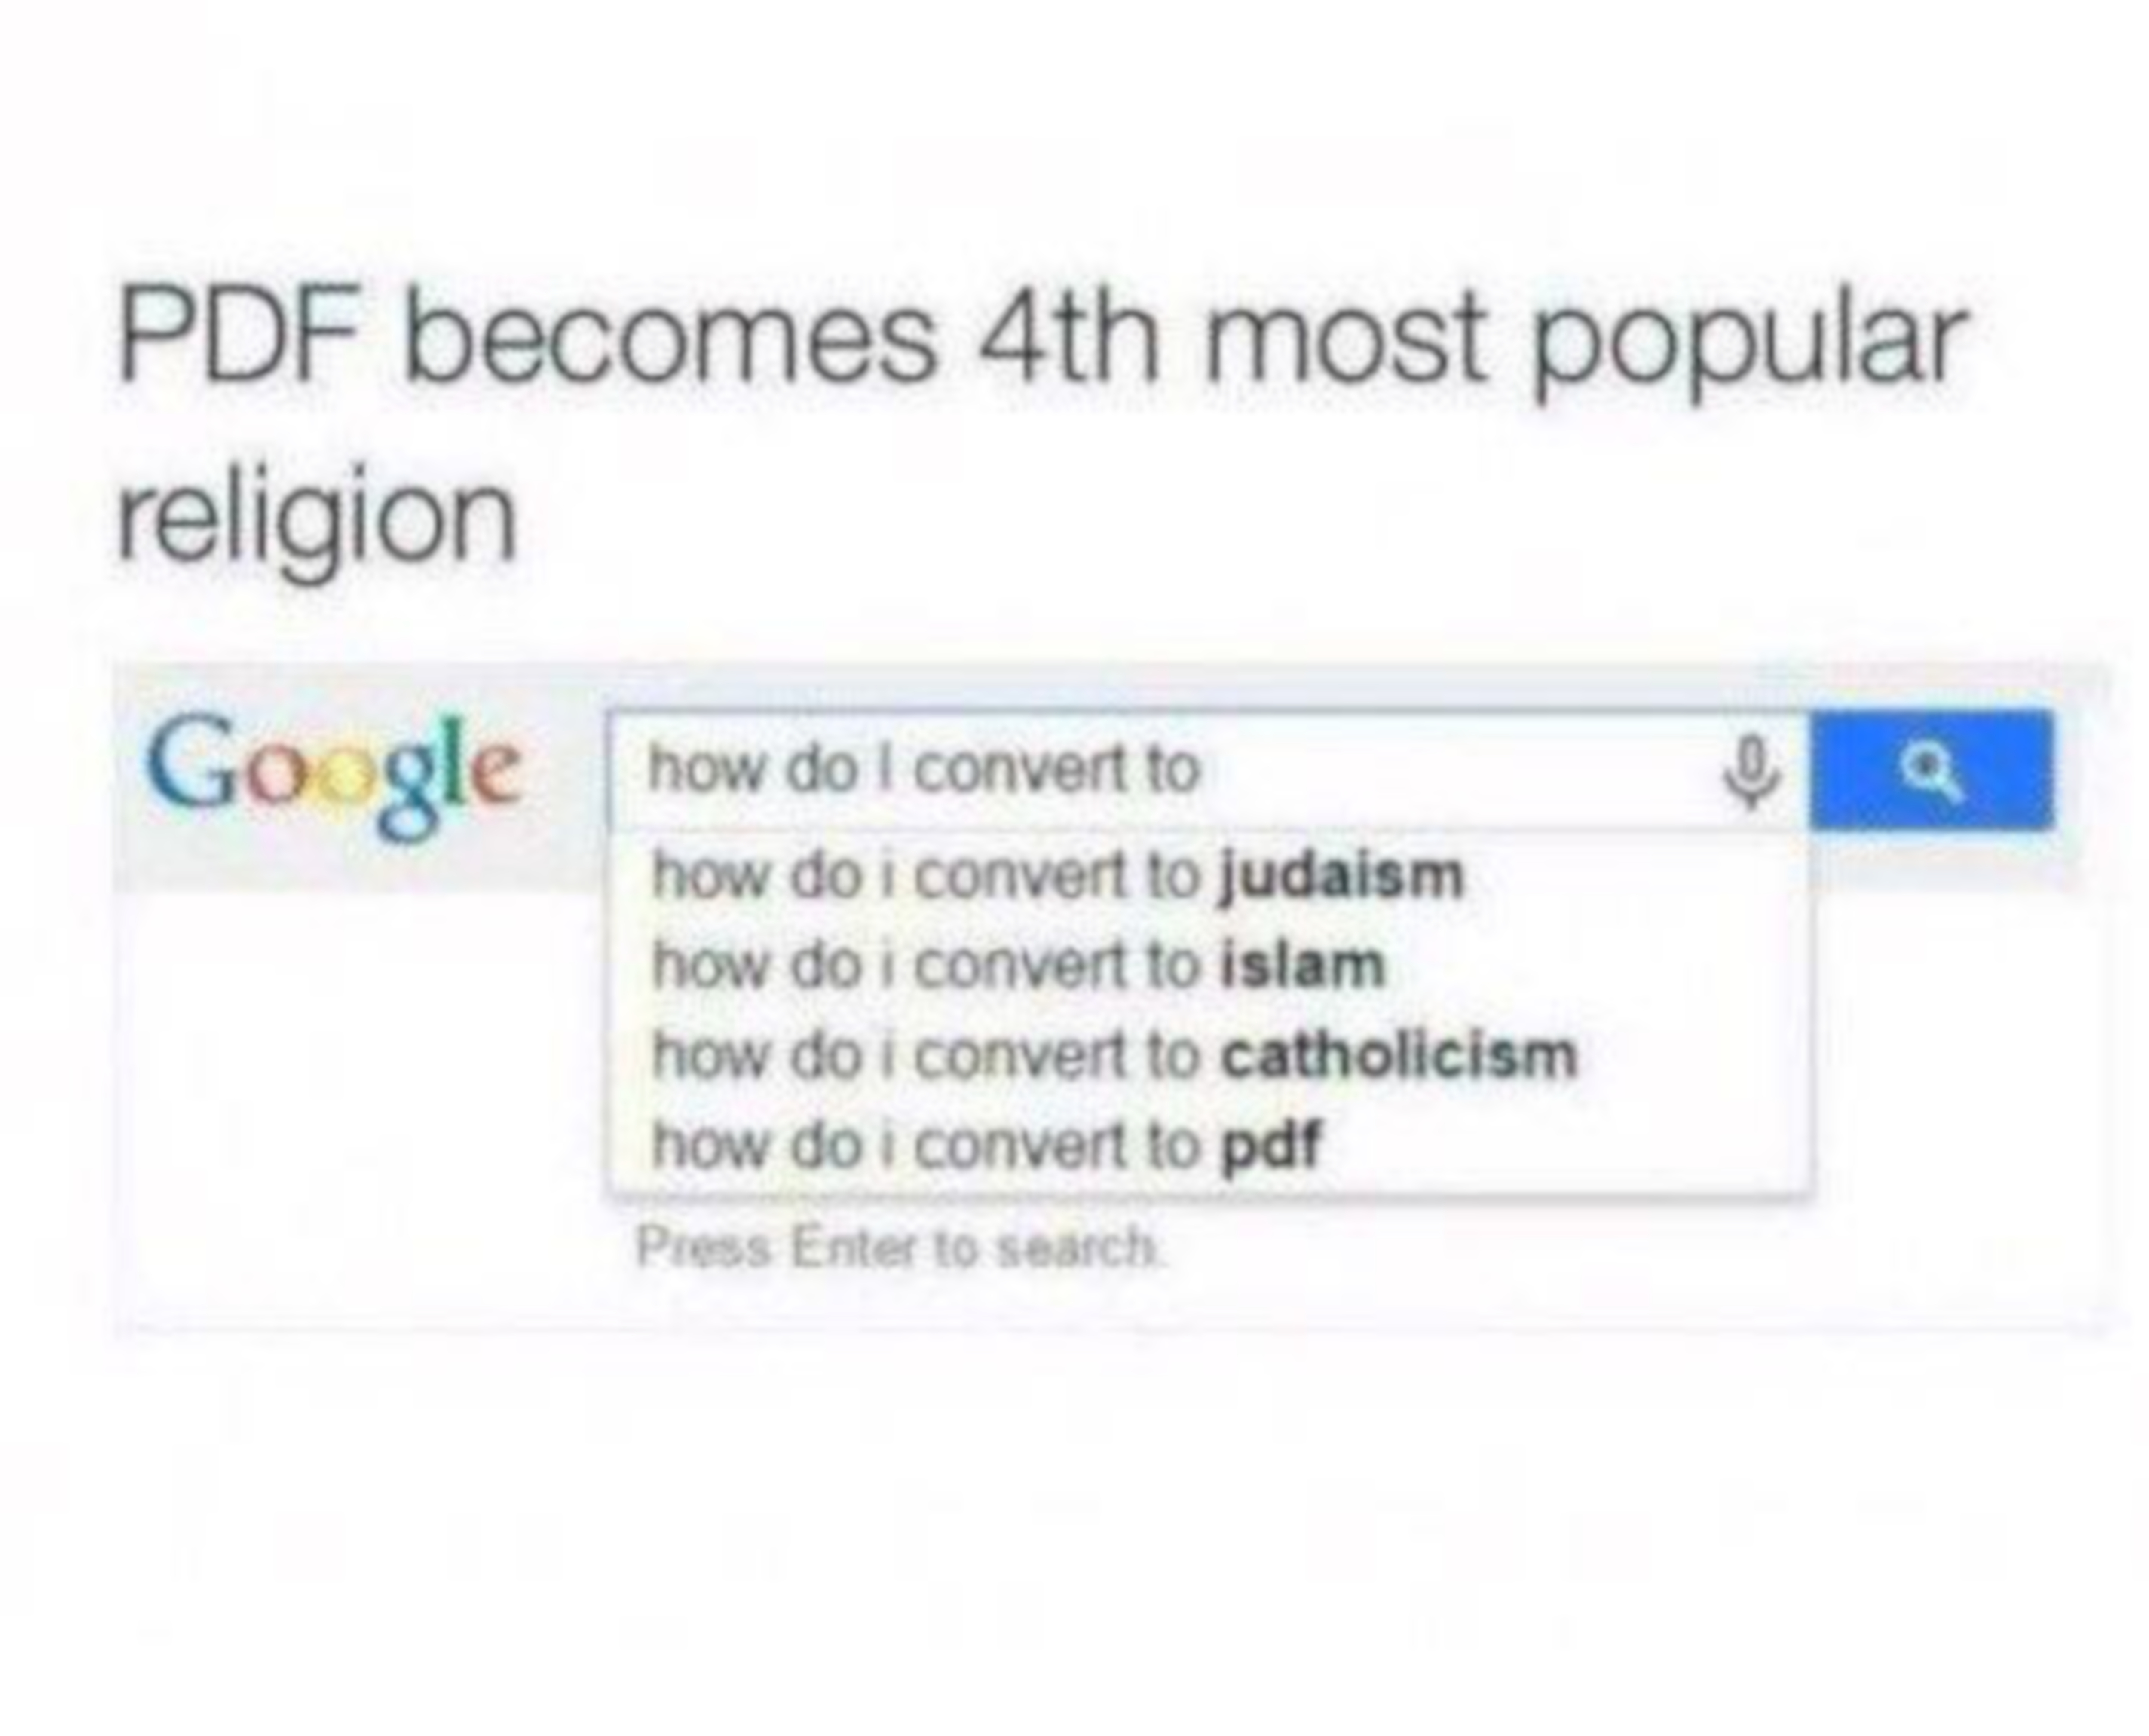 PDF becomes 4th most popular
religion
Google
how do I convert to
how do i convert to judaism
how do i convert to islam
how do i convert to catholicism
how do i convert to pdf
Press Enter to search.